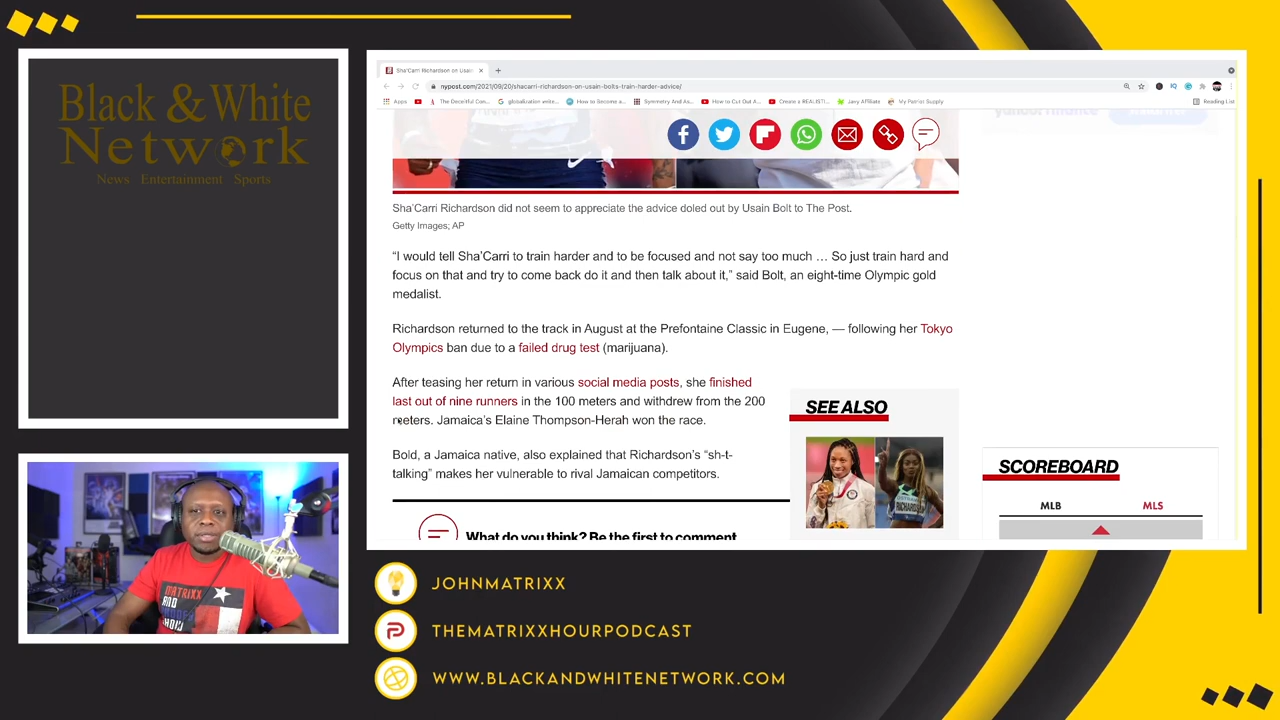 Black & White
Network
News Entertainment Sports
Sha'Carri Richardson on Usain
nypost.com/2021/09/20/shacarri-richardson-on-usain-bolts-train-harder-advice/
Apps
The Deceitful Con...
globalization write...
How to become a...
Symmetry And As...
How to Cut Out A...
Create a REALISTI...
Javy Affiliate
My Patriot Supply
Reading List
Sha'Carri Richardson did not seem to appreciate the advice doled out by Usain Bolt to The Post.
Getty Images; AP
“I would tell Sha'Carri to train harder and to be focused and not say too much … So just train hard and
focus on that and try to come back do it and then talk about it,” said Bolt, an eight-time Olympic gold
medalist.
Richardson returned to the track in August at the Prefontaine Classic in Eugene, — following her Tokyo
Olympics ban due to a failed drug test (marijuana).
After teasing her return in various social media posts, she finished
last out of nine runners in the 100 meters and withdrew from the 200
meters. Jamaica's Elaine Thompson-Herah won the race.
Bold, a Jamaica native, also explained that Richardson's “sh-t-
talking” makes her vulnerable to rival Jamaican competitors.
What do you think? Be the first to comment.
SEE ALSO
SCOREBOARD
MLB MLS
MATRIXX
AND
SHOW
JOHNMATRIXX
THEMATRIXXHOURPODCAST
WWW.BLACKANDWHITENETWORK.COM